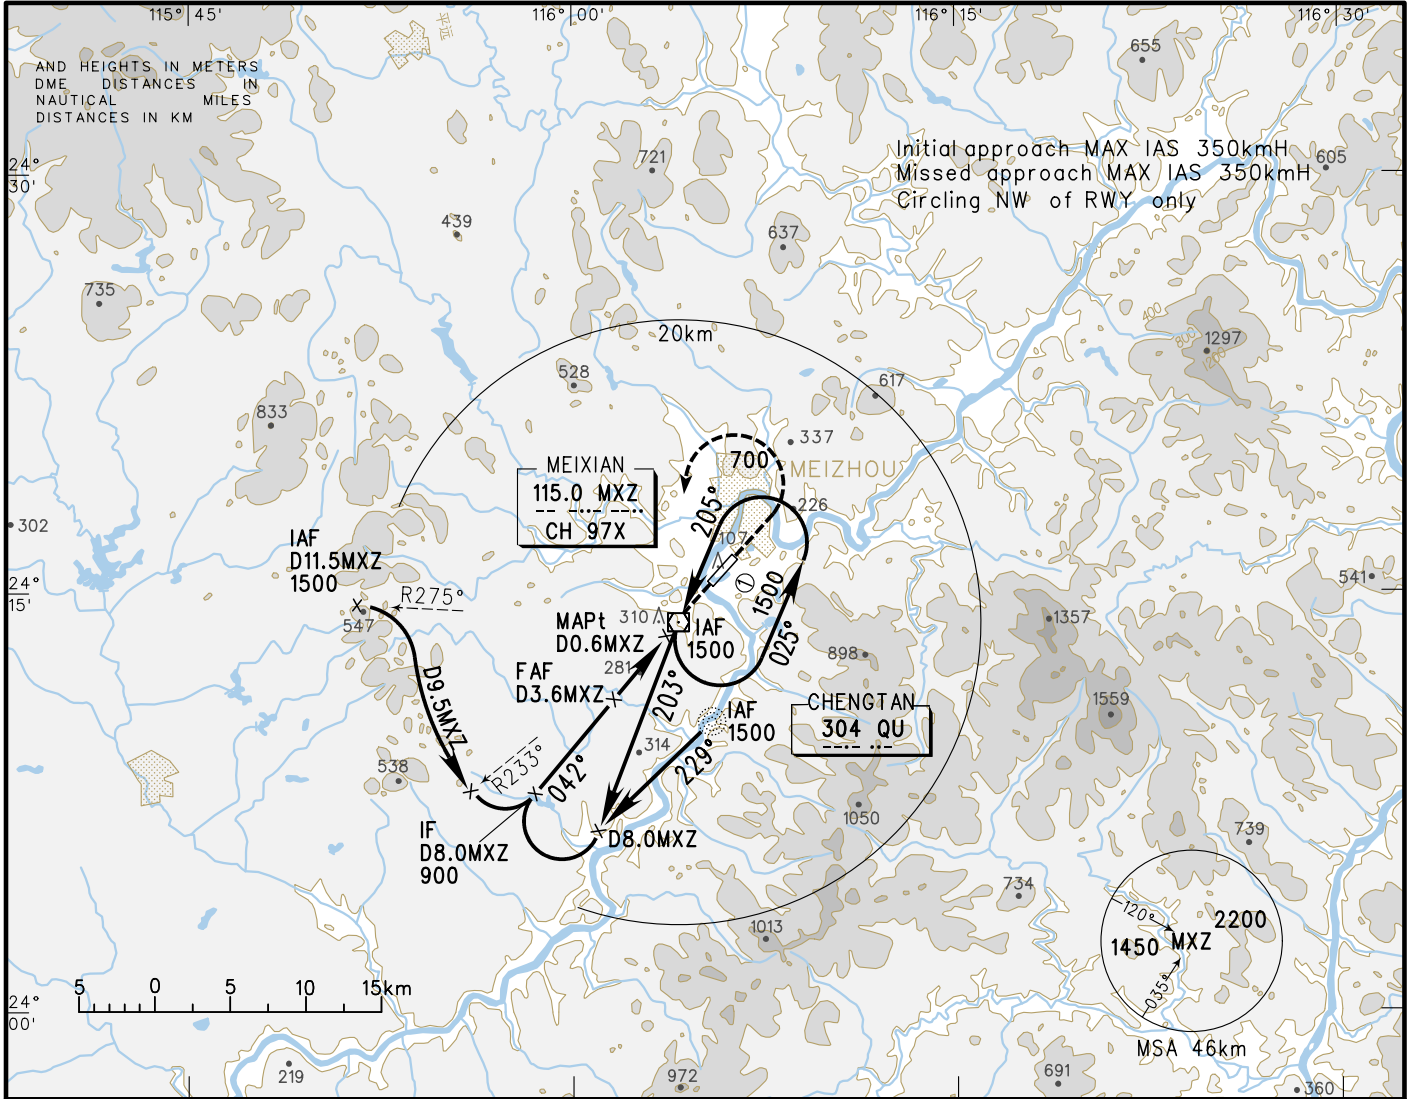 115° 45'
116° 00'
116° 15'
116° 30'
平远
655
AND HEIGHTS IN METERS
DME DISTANCES IN
NAUTICAL MILES
DISTANCES IN KM
24°
30'
721
Initial approach MAX IAS 350kmH
Missed approach MAX IAS 350kmH
Circling NW of RWY only
605
439
637
735
400
800
1200
1297
20km
528
617
833
337
MEIXIAN
115.0 MXZ
-- -··- --··
CH 97X
700
MEIZHOU
205°
226
302
107
IAF
D11.5MXZ
1500
R275°
547
24°
15'
541
1
1500
025°
310
MAPt
D0.6MXZ
IAF
1500
1357
898
281
FAF
D3.6MXZ
203°
D9.5MXZ
CHENGTAN
304 QU
--·- ··-
IAF
1500
1559
314
229°
R233°
042°
538
1050
IF
D8.0MXZ
900
D8.0MXZ
739
734
1013
120°
2200
1450 MXZ
035°
MSA 46km
5 0 5 10 15km
24°
00'
219
972
691
360